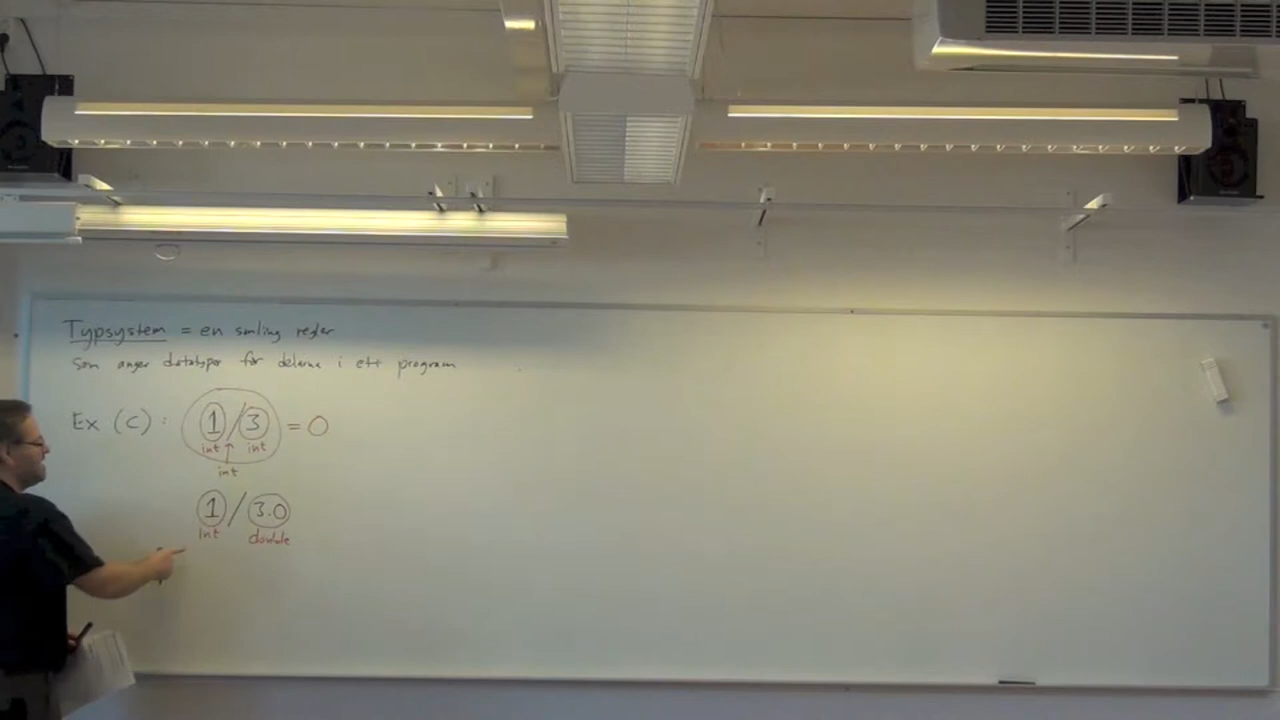 Typsystem = en samling regler
som anger datatyper för delarna i ett program
Ex (C): 1/3 = 0
int int
int
1/3.0
int double